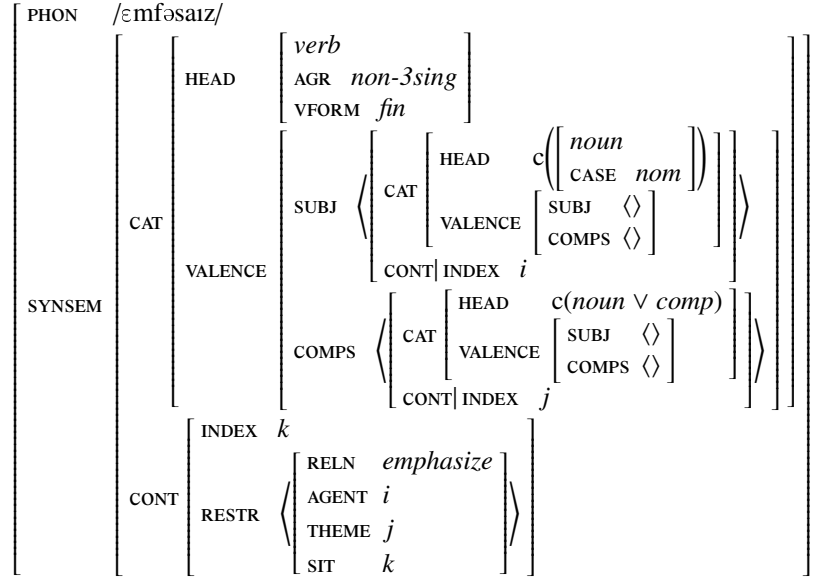 PHON /ɛmfəsaɪz/
verb
HEAD AGR non-3sing
VFORM fin
noun
HEAD c
CASE nom
SUBJ CAT
SUBJ ⟨⟩
VALENCE
COMPS ⟨⟩
CAT
CONT| INDEX i
VALENCE
HEAD c(noun ∨ comp)
SYNSEM
CAT SUBJ ⟨⟩
COMPS VALENCE
COMPS ⟨⟩
CONT| INDEX j
INDEX k
RELN emphasize
CONT AGENT i
RESTR
THEME j
SIT k